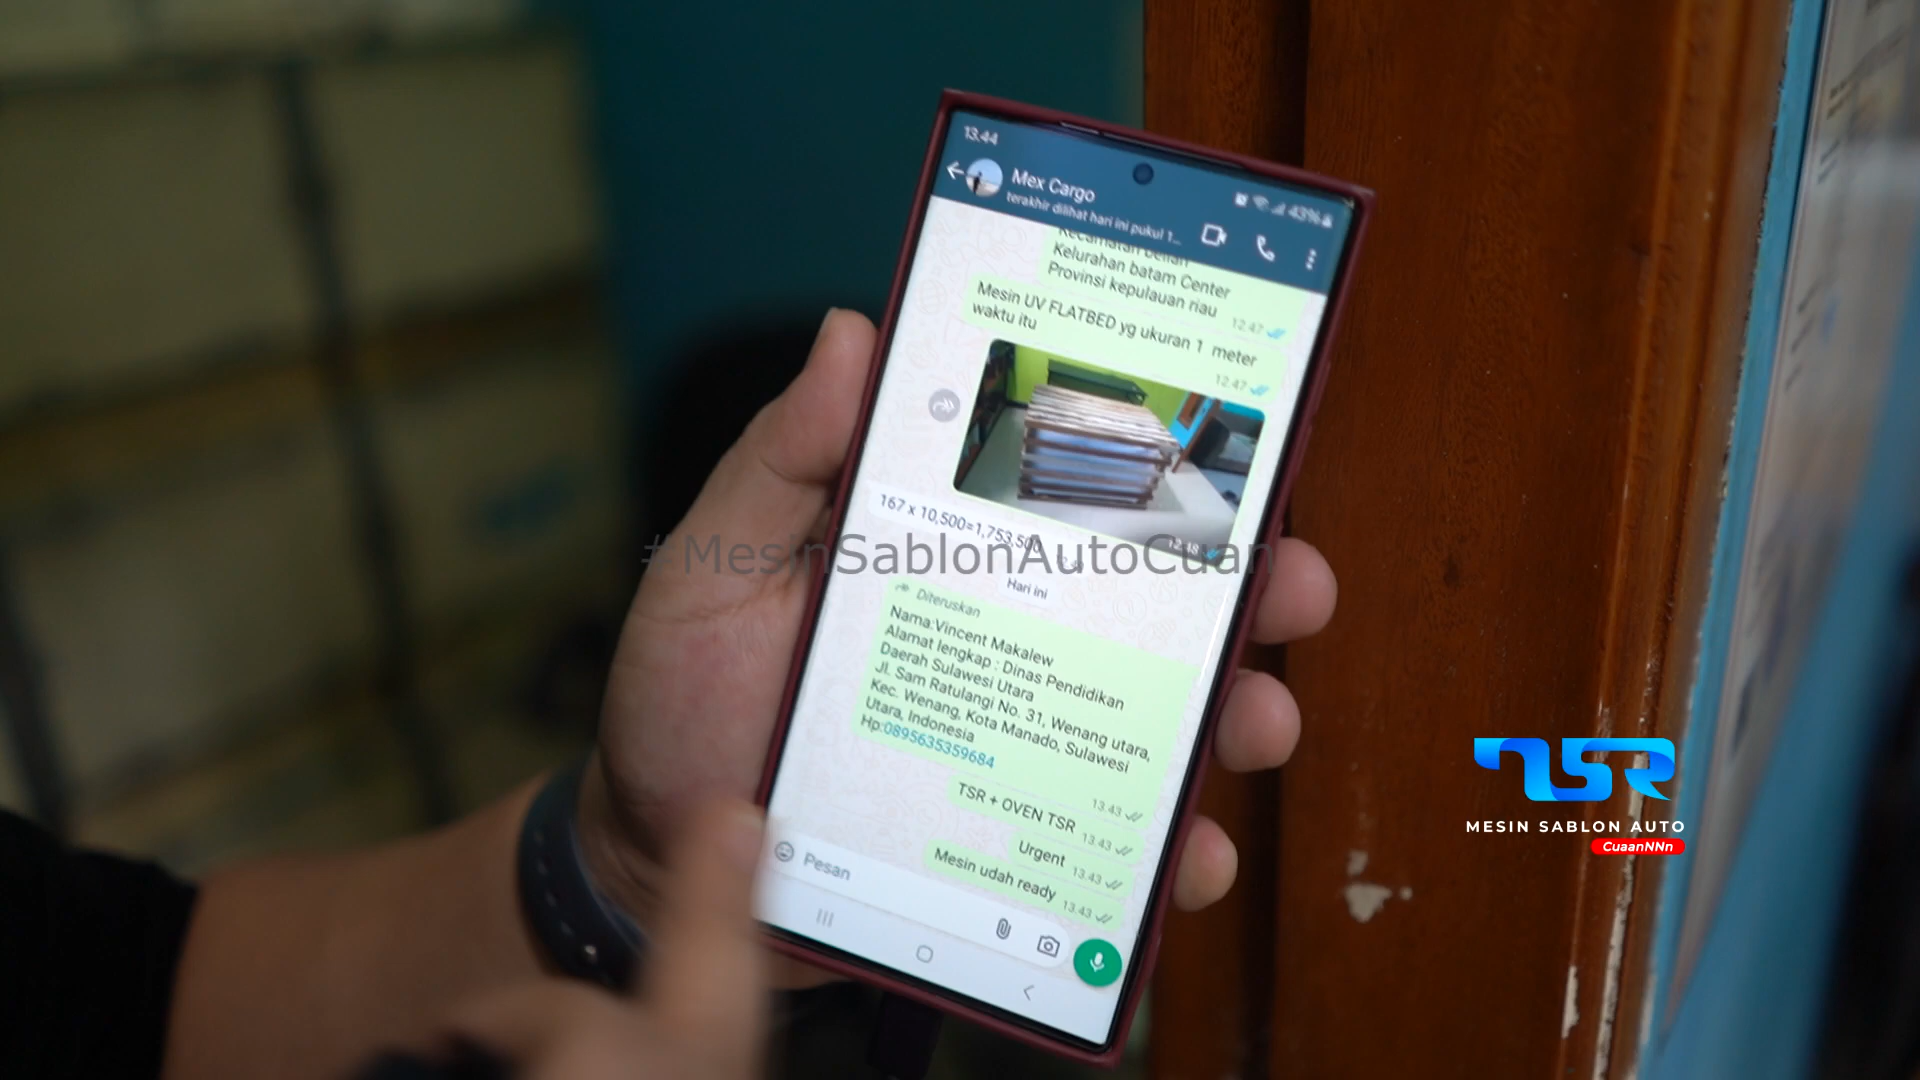 13.44
43%
Mex Cargo
terakhir dilihat hari ini pukul 1...
Kelurahan batam Center
Provinsi kepulauan riau
12.47
Mesin UV FLATBED yg ukuran 1 meter
waktu itu
12.47
12.48
167 x 10,500=1,753,500
#MesinSablonAutoCuan
Hari ini
Diteruskan
Nama:Vincent Makalew
Alamat lengkap : Dinas Pendidikan
Daerah Sulawesi Utara
Jl. Sam Ratulangi No. 31, Wenang utara,
Kec. Wenang, Kota Manado, Sulawesi
Utara, Indonesia
Hp:0895635359684
13.43
TSR + OVEN TSR
13.43
Urgent
13.43
Mesin udah ready
13.43
Pesan
TSR
MESIN SABLON AUTO
CuaanNNn